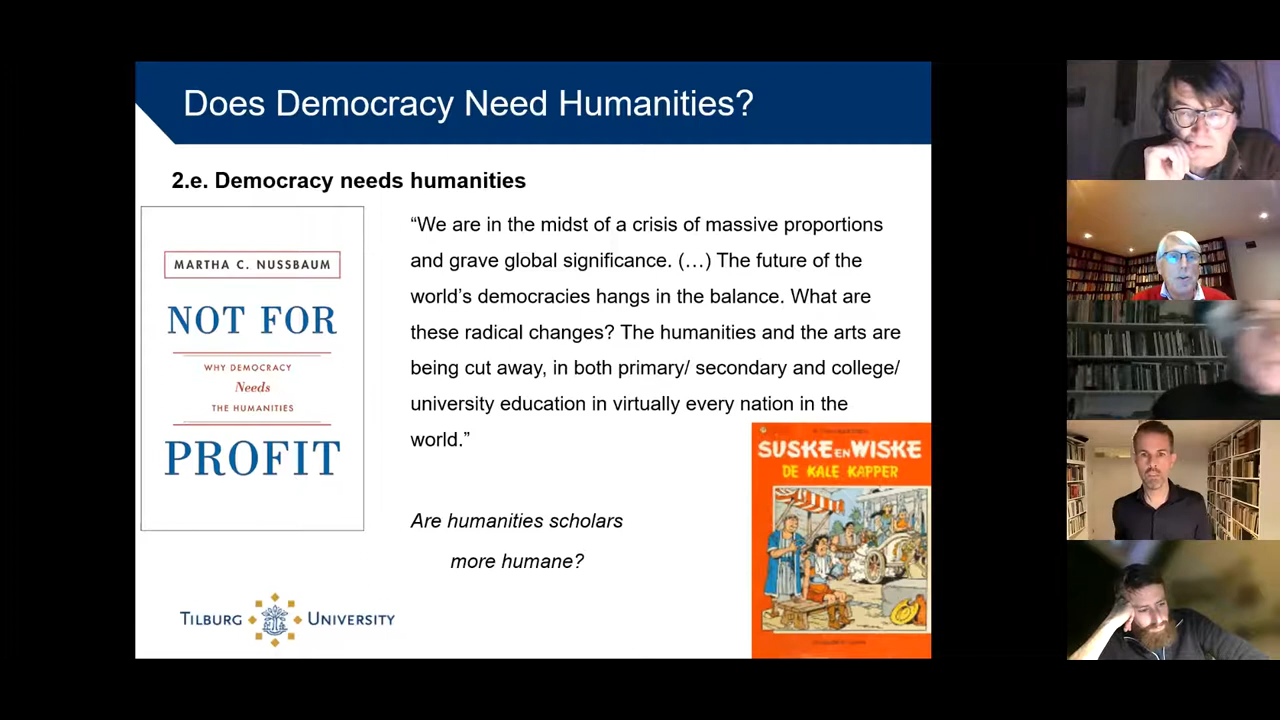 Does Democracy Need Humanities?
2.e. Democracy needs humanities
MARTHA C. NUSSBAUM
NOT FOR
WHY DEMOCRACY
Needs
THE HUMANITIES
PROFIT
“We are in the midst of a crisis of massive proportions
and grave global significance. (…) The future of the
world’s democracies hangs in the balance. What are
these radical changes? The humanities and the arts are
being cut away, in both primary/ secondary and college/
university education in virtually every nation in the
world.”
SUSKE EN WISKE
DE KALE KAPPER
Are humanities scholars
more humane?
TILBURG UNIVERSITY